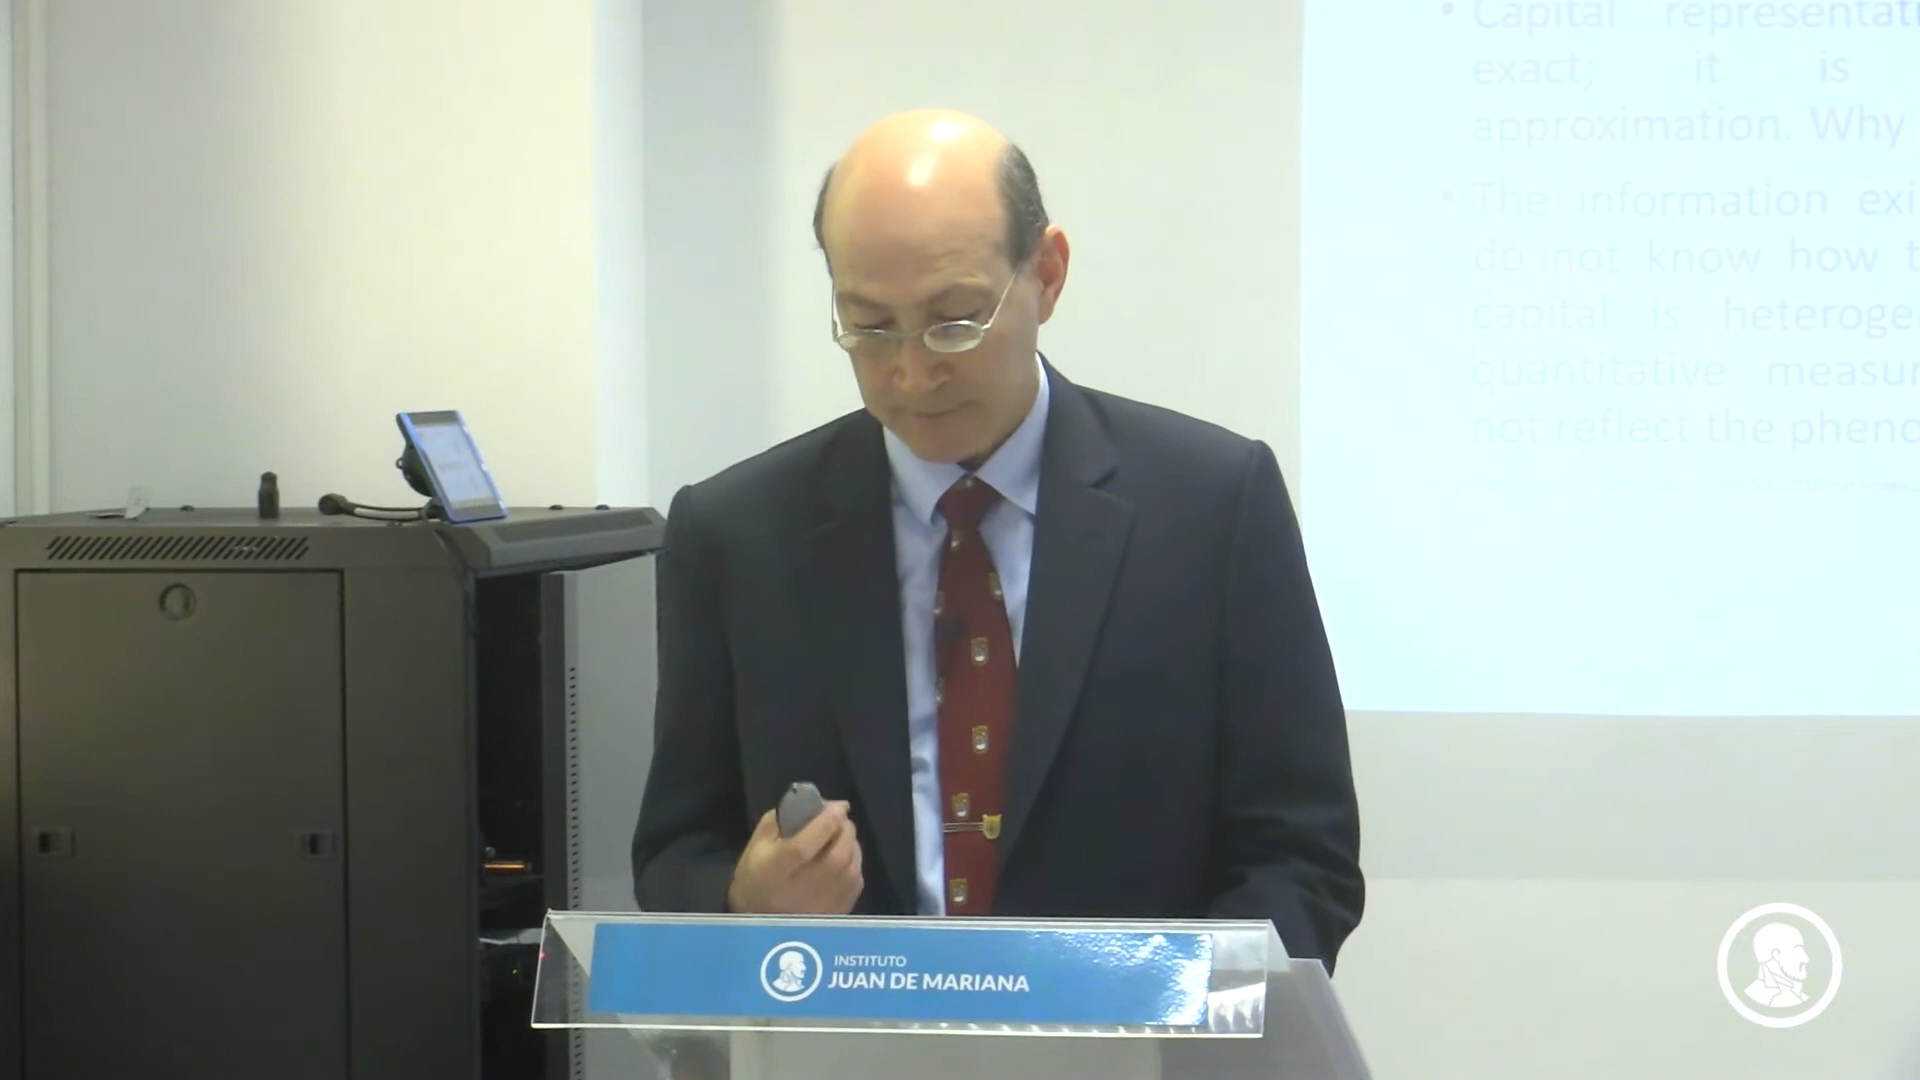 • Capital representati
exact; it is
approximation. Why
• The information exi
do not know how t
capital is heteroge
quantitative measur
not reflect the pheno
INSTITUTO
JUAN DE MARIANA